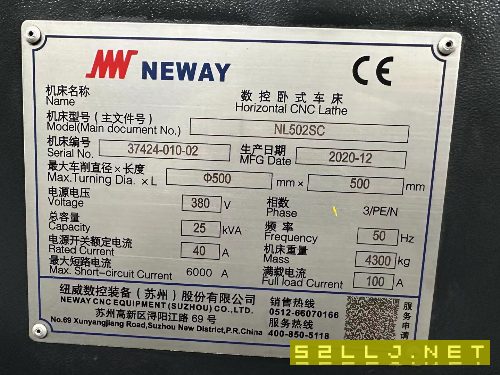 NEWAY
CE
机床名称 数控卧式车床
Name Horizontal CNC Lathe
机床型号（主文件号）
Model(Main document No.) NL502SC
机床编号 生产日期
Serial No. 37424-010-02 MFG Date 2020-12
最大车削直径×长度
Max.Turning Dia. ×L Φ500 mm× 500 mm
电源电压 相数
Voltage 380 V Phase 3/PE/N
总容量 频率
Capacity 25 kVA Frequency 50 Hz
电源开关额定电流 机床重量
Rated Current 40 A Mass 4300 kg
最大短路电流 满载电流
Max. Short-circuit Current 6000 A Full load Current 100 A
纽威数控装备（苏州）股份有限公司
NEWAY CNC EQUIPMENT(SUZHOU) CO.,LTD.
苏州高新区浔阳江路 69 号
No.69 Xunyangjiang Road,Suzhou New District,P.R.China
销售热线
0512-66070166
服务热线
400-850-5118
服务申请
52LLJ.NET